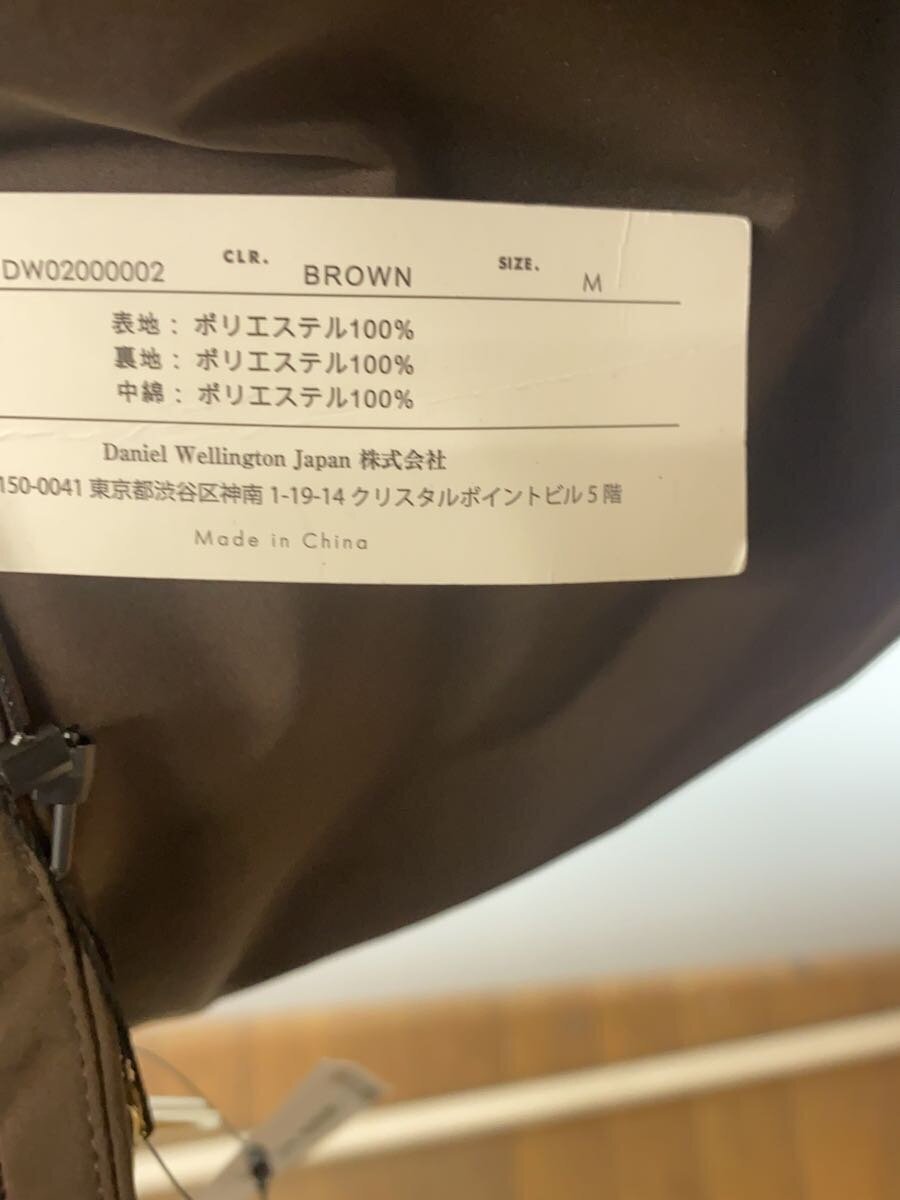 DW02000002 CLR. BROWN SIZE. M
表地： ポリエステル100%
裏地： ポリエステル100%
中綿： ポリエステル100%
Daniel Wellington Japan 株式会社
150-0041 東京都渋谷区神南 1-19-14 クリスタルポイントビル 5 階
Made in China